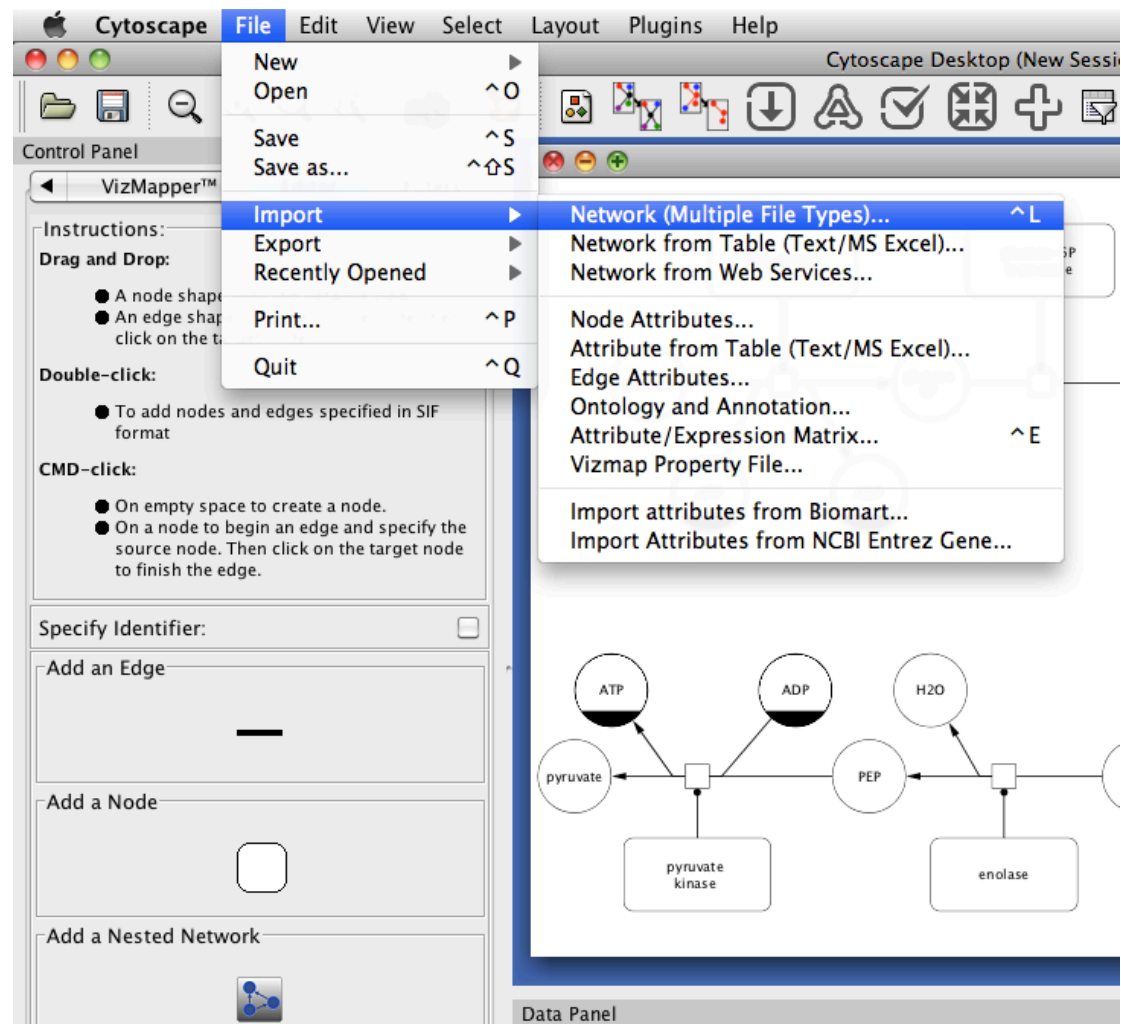 Cytoscape File Edit View Select Layout Plugins Help
Cytoscape Desktop (New Sessi
New
Open ^O
Save ^S
Save as... ^⇧S
Import
Export
Recently Opened
Print... ^P
Quit ^Q
Network (Multiple File Types)... ^L
Network from Table (Text/MS Excel)...
Network from Web Services...
Node Attributes...
Attribute from Table (Text/MS Excel)...
Edge Attributes...
Ontology and Annotation...
Attribute/Expression Matrix... ^E
Vizmap Property File...
Import attributes from Biomart...
Import Attributes from NCBI Entrez Gene...
Control Panel
VizMapper™
Instructions:
Drag and Drop:
A node shape
An edge shap
click on the ta
Double-click:
To add nodes and edges specified in SIF
format
CMD-click:
On empty space to create a node.
On a node to begin an edge and specify the
source node. Then click on the target node
to finish the edge.
Specify Identifier:
Add an Edge
Add a Node
Add a Nested Network
ATP
ADP
H2O
pyruvate
PEP
pyruvate
kinase
enolase
Data Panel